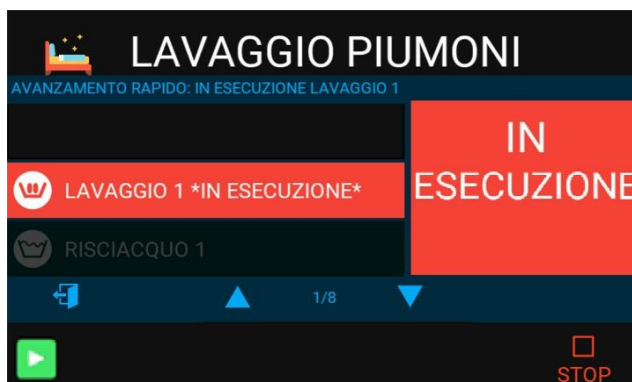 LAVAGGIO PIUMONI
AVANZAMENTO RAPIDO: IN ESECUZIONE LAVAGGIO 1
LAVAGGIO 1 *IN ESECUZIONE*
IN
ESECUZIONE
RISCIACQUO 1
1/8
STOP